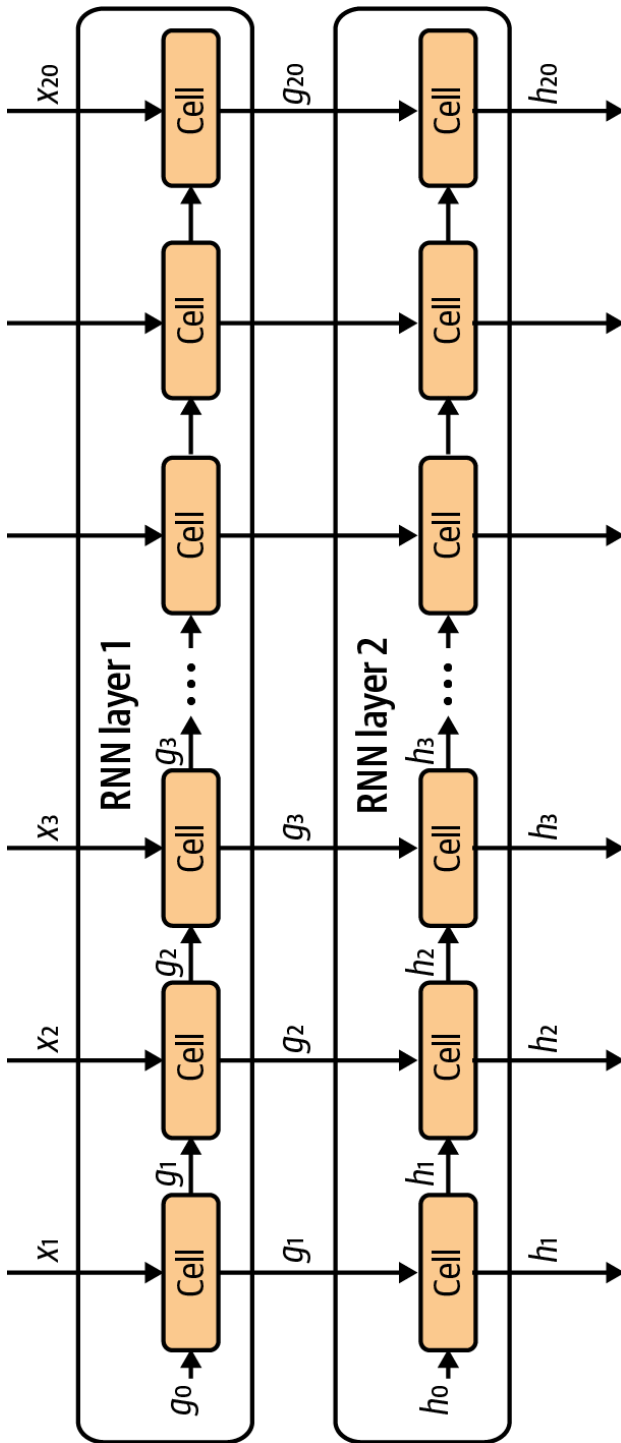 x₁ x₂ x₃ x₂₀
RNN layer 1
g₀ Cell g₁ Cell g₂ Cell g₃ •••• Cell Cell Cell
g₁ g₂ g₃ g₂₀
RNN layer 2
h₀ Cell h₁ Cell h₂ Cell h₃ •••• Cell Cell Cell
h₁ h₂ h₃ h₂₀